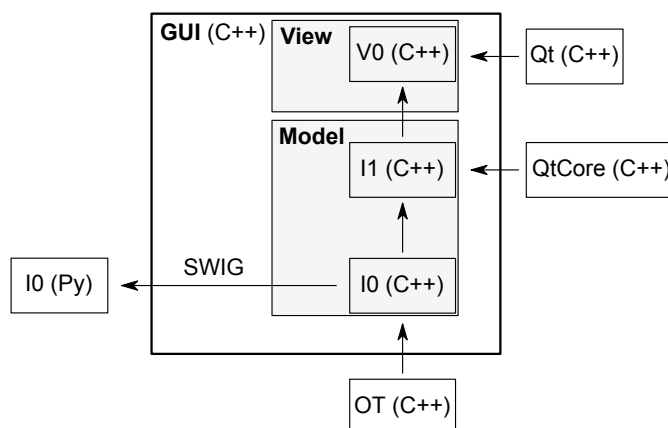 GUI (C++)
View
V0 (C++)
Qt (C++)
Model
I1 (C++)
QtCore (C++)
SWIG
I0 (Py)
I0 (C++)
OT (C++)